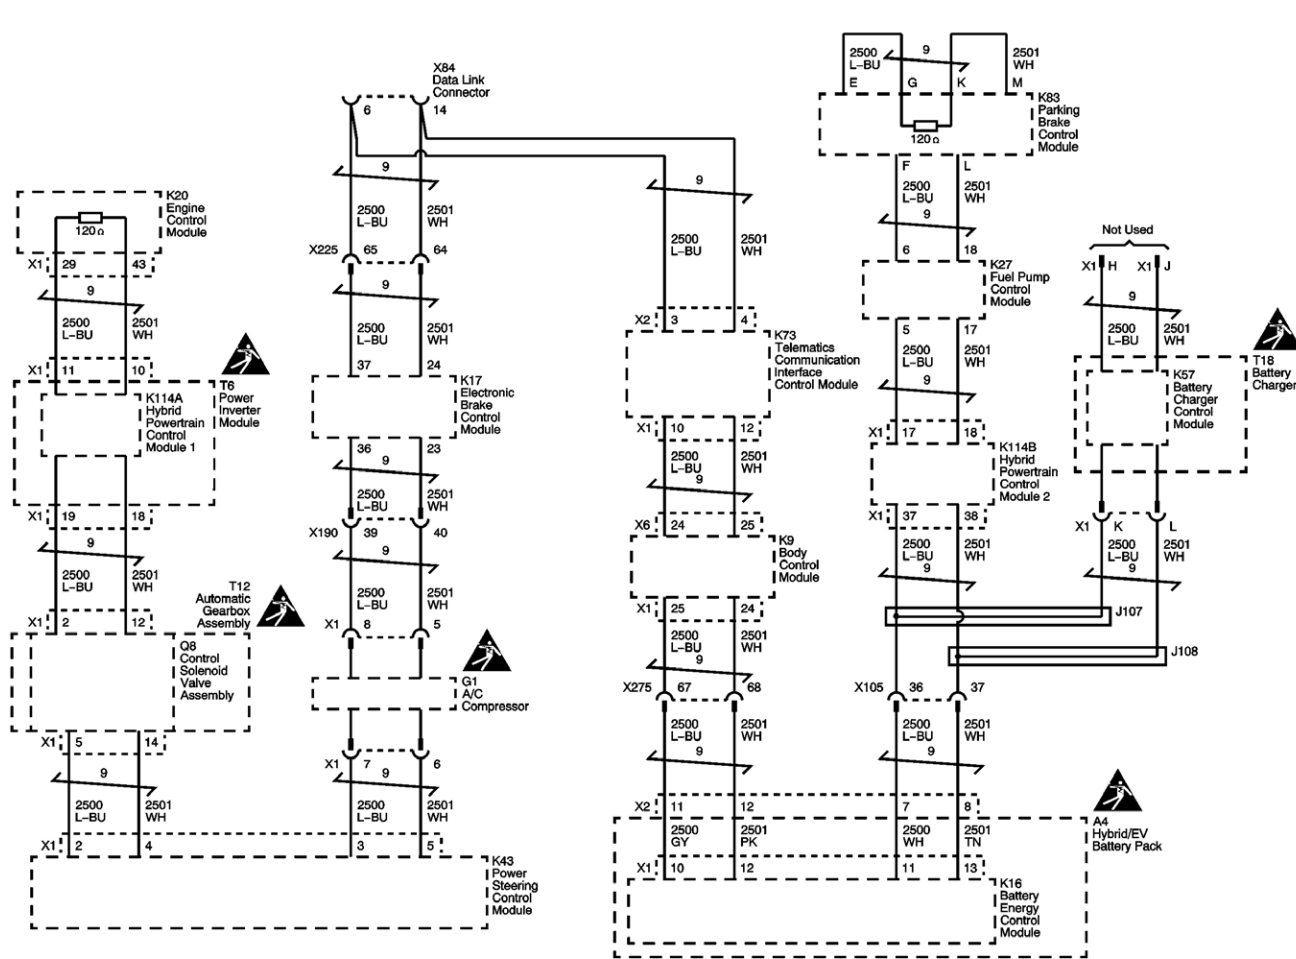 X84
Data Link
Connector
6
14
9
2500
L-BU
2501
WH
X225
65
64
9
2500
L-BU
2501
WH
37
24
K17
Electronic
Brake
Control
Module
36
23
9
2500
L-BU
2501
WH
X190
39
40
9
2500
L-BU
2501
WH
X1
8
5
G1
A/C
Compressor
X1
7
6
9
2500
L-BU
2501
WH
3
5
K20
Engine
Control
Module
120Ω
X1
29
43
9
2500
L-BU
2501
WH
X1
11
10
T6
Power
Inverter
Module
K114A
Hybrid
Powertrain
Control
Module 1
X1
19
18
9
2500
L-BU
2501
WH
T12
Automatic
Gearbox
Assembly
X1
2
12
Q8
Control
Solenoid
Valve
Assembly
X1
5
14
9
2500
L-BU
2501
WH
X1
2
4
K43
Power
Steering
Control
Module
9
2500
L-BU
2501
WH
X2
3
4
K73
Telematics
Communication
Interface
Control Module
X1
10
12
2500
L-BU
2501
WH
9
X6
24
25
K9
Body
Control
Module
X1
25
24
2500
L-BU
2501
WH
9
X275
67
68
2500
L-BU
2501
WH
9
X2
11
12
7
8
2500
GY
2501
PK
2500
WH
2501
TN
X1
10
12
11
13
A4
Hybrid/EV
Battery Pack
K16
Battery
Energy
Control
Module
2500
L-BU
9
2501
WH
E
G
K
M
120Ω
K83
Parking
Brake
Control
Module
F
L
2500
L-BU
2501
WH
9
6
18
K27
Fuel Pump
Control
Module
5
17
2500
L-BU
2501
WH
9
X1
17
18
K114B
Hybrid
Powertrain
Control
Module 2
X1
37
38
2500
L-BU
2501
WH
9
X105
36
37
2500
L-BU
2501
WH
9
Not Used
X1
H
X1
J
9
2500
L-BU
2501
WH
T18
Battery
Charger
K57
Battery
Charger
Control
Module
X1
K
L
2500
L-BU
2501
WH
9
J107
J108